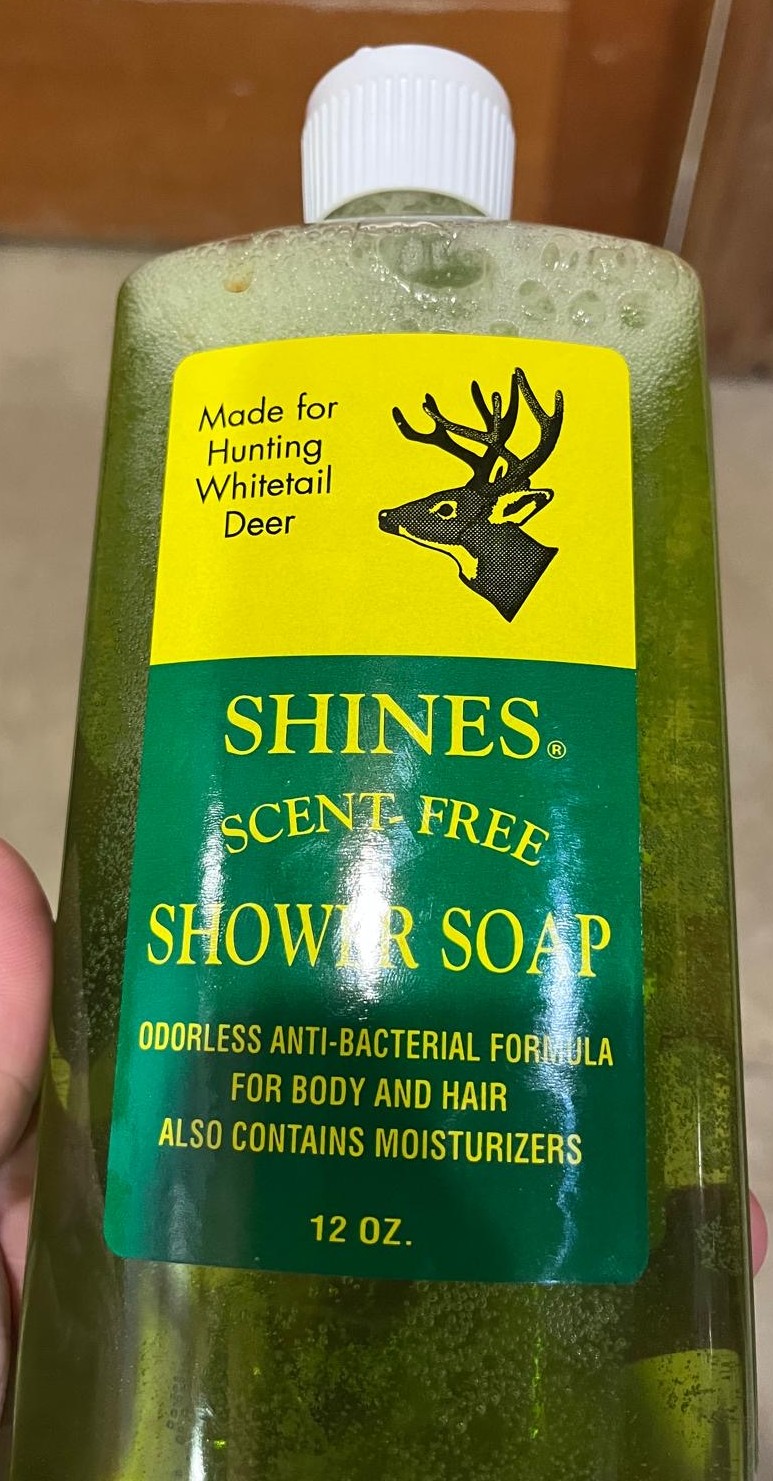 Made for
Hunting
Whitetail
Deer
SHINES®
SCENT-FREE
SHOWER SOAP
ODORLESS ANTI-BACTERIAL FORMULA
FOR BODY AND HAIR
ALSO CONTAINS MOISTURIZERS
12 OZ.